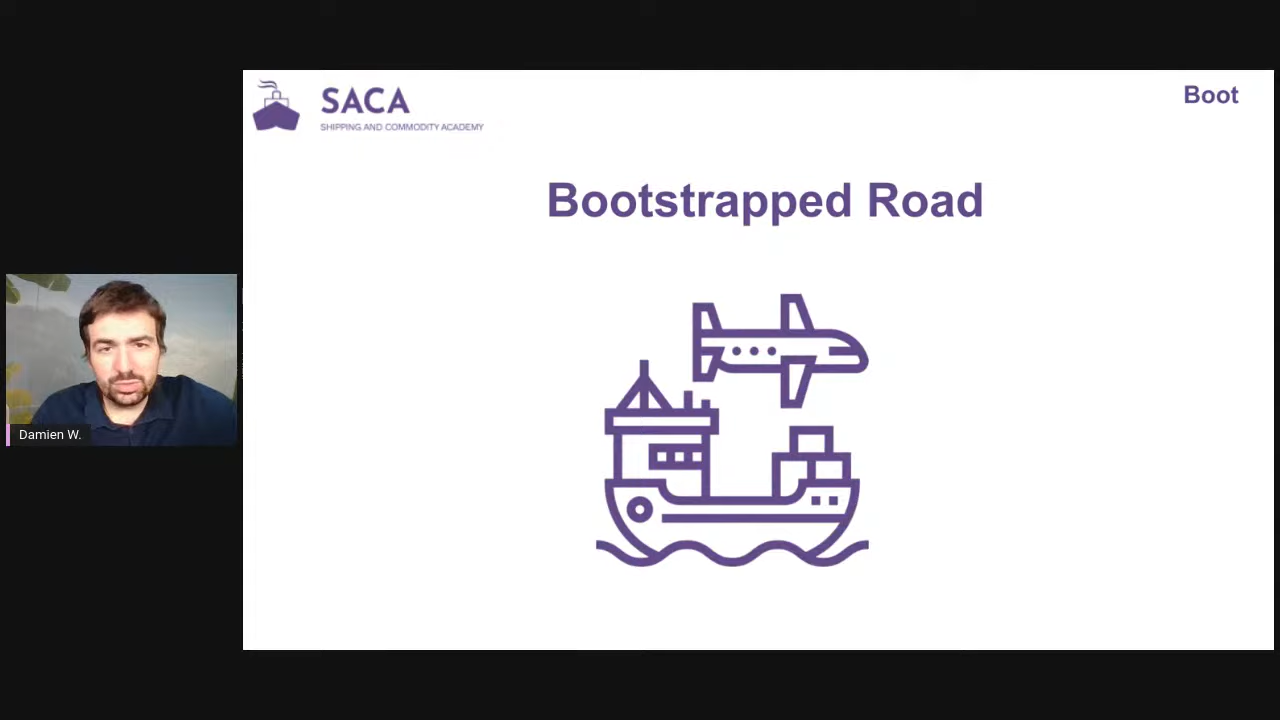 SACA
SHIPPING AND COMMODITY ACADEMY
Boot
Bootstrapped Road
Damien W.